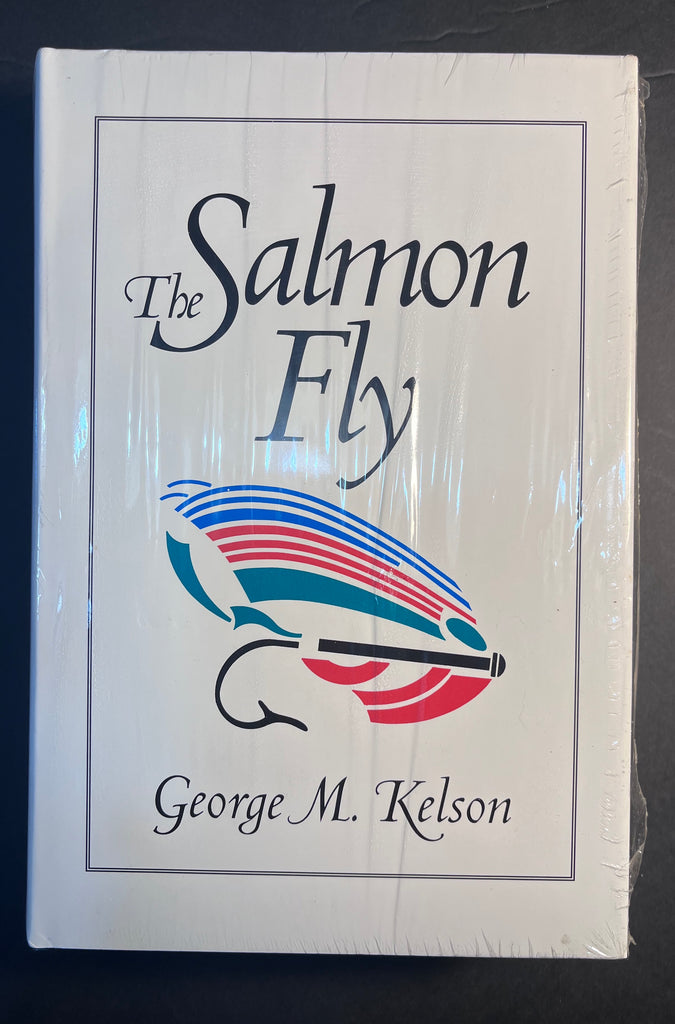 The Salmon
Fly
George M. Kelson